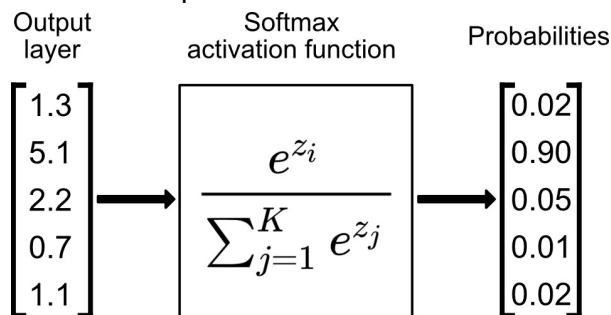 Output
layer
Softmax
activation function
Probabilities
1.3
5.1
2.2
0.7
1.1
e^{z_i}
∑_{j=1}^{K} e^{z_j}
0.02
0.90
0.05
0.01
0.02